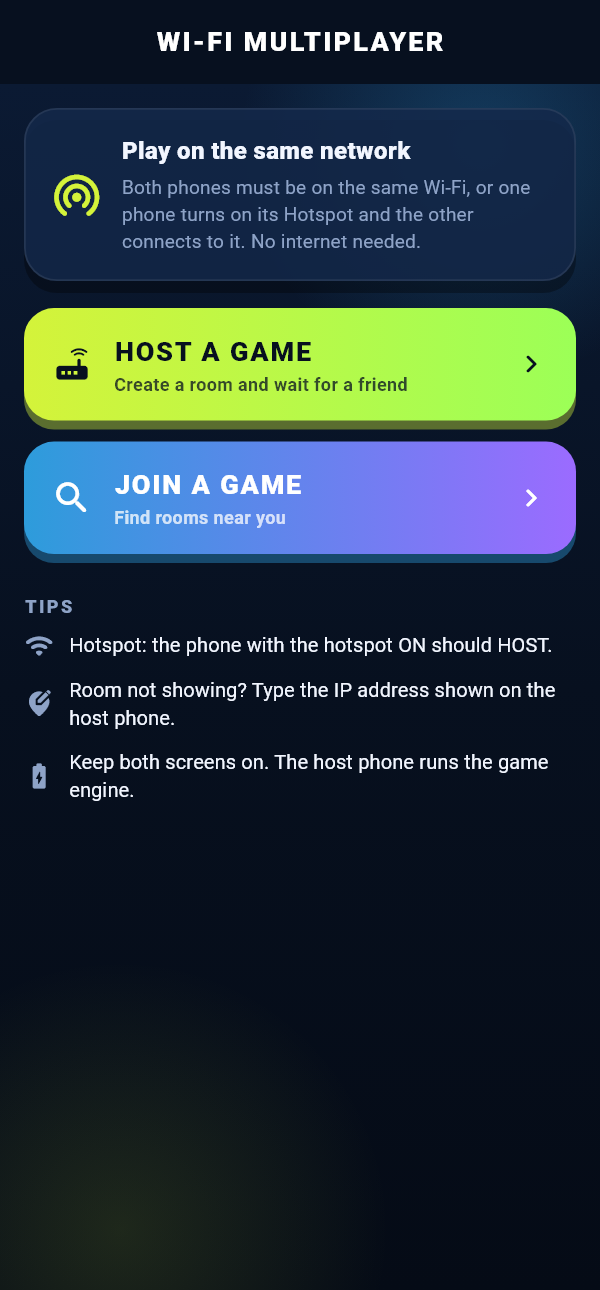 WI-FI MULTIPLAYER
Play on the same network
Both phones must be on the same Wi-Fi, or one
phone turns on its Hotspot and the other
connects to it. No internet needed.
HOST A GAME
Create a room and wait for a friend
JOIN A GAME
Find rooms near you
TIPS
Hotspot: the phone with the hotspot ON should HOST.
Room not showing? Type the IP address shown on the
host phone.
Keep both screens on. The host phone runs the game
engine.